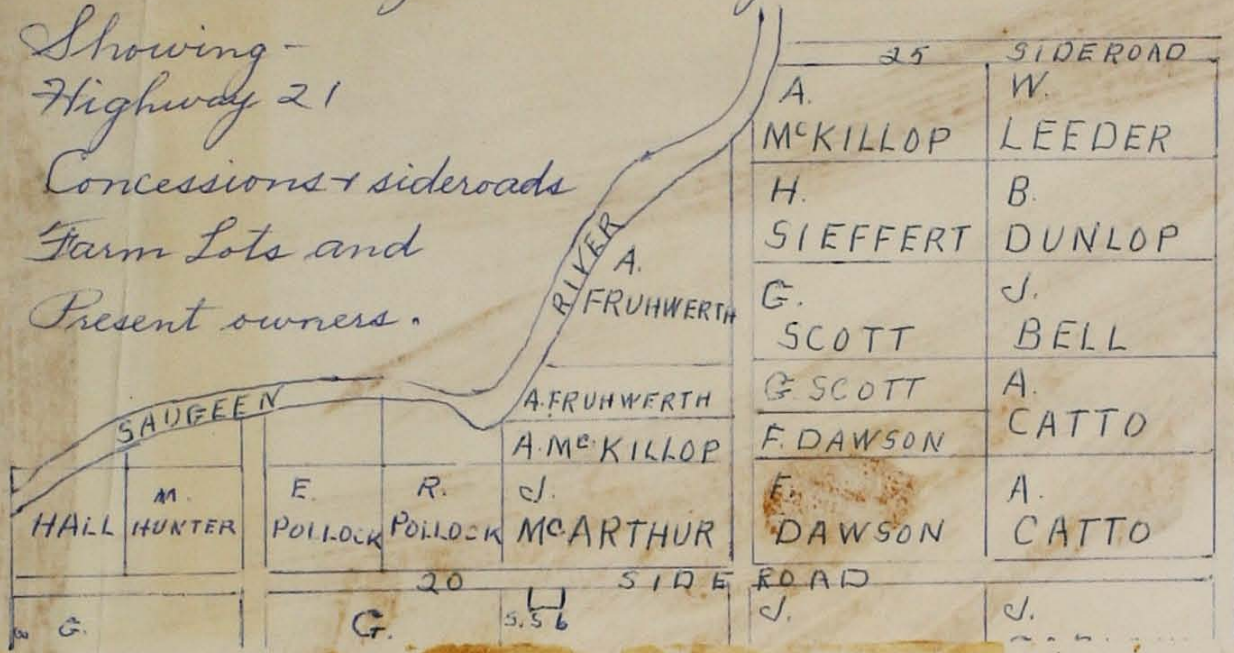 Showing -
Highway 21
Concessions & sideroads
Farm Lots and
Present owners.
25 SIDEROAD
A.
McKILLOP
W.
LEEDER
H.
SIEFFERT
B.
DUNLOP
G.
SCOTT
J.
BELL
G SCOTT
F. DAWSON
A.
CATTO
F.
DAWSON
A.
CATTO
RIVER
A.
FRUHWERTH
A. FRUHWERTH
A. McKILLOP
J.
McARTHUR
SAUGEEN
HALL
M.
HUNTER
E.
POLLOCK
R.
POLLOCK
20 SIDE ROAD
G.
G.
S.S 6
J.
J.